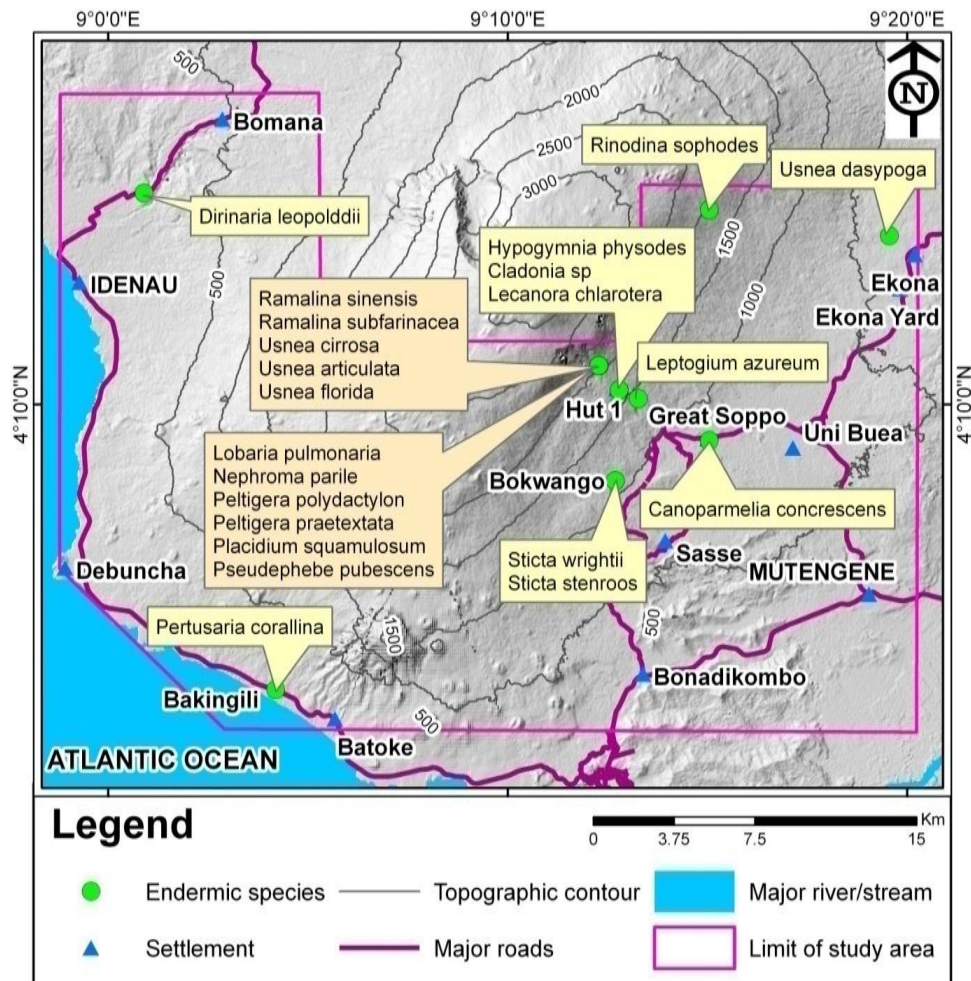 9°0'0"E
9°10'0"E
9°20'0"E
500
2000
2500
3000
N
Bomana
Rinodina sophodes
Usnea dasypoga
Dirinaria leopolddii
1500
Hypogymnia physodes
Cladonia sp
Lecanora chlarotera
500
IDENAU
Ekona
Ekona Yard
1000
Ramalina sinensis
Ramalina subfarinacea
Usnea cirrosa
Usnea articulata
Usnea florida
Leptogium azureum
4°10'0"N
4°10'0"N
Hut 1
Great Soppo
Uni Buea
Lobaria pulmonaria
Nephroma parile
Peltigera polydactylon
Peltigera praetextata
Placidium squamulosum
Pseudephebe pubescens
Bokwango
Canoparmelia concrescens
Sticta wrightii
Sticta stenroos
Sasse
Debuncha
MUTENGENE
Pertusaria corallina
1500
500
Bonadikombo
Bakingili
500
Batoke
ATLANTIC OCEAN
Legend
Km
0 3.75 7.5 15
Endermic species
Topographic contour
Major river/stream
Settlement
Major roads
Limit of study area